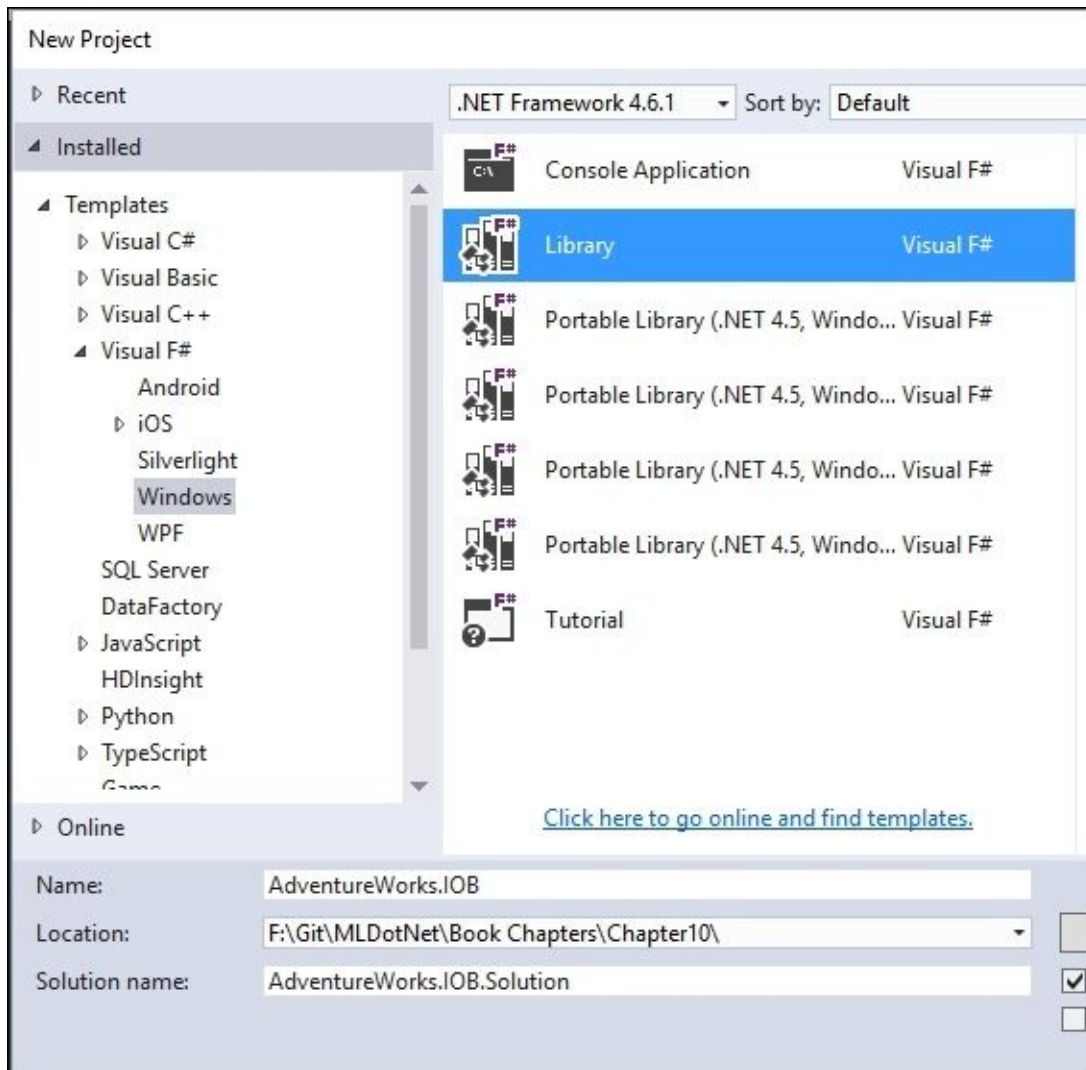 New Project
Recent
Installed
Templates
Visual C#
Visual Basic
Visual C++
Visual F#
Android
iOS
Silverlight
Windows
WPF
SQL Server
DataFactory
JavaScript
HDInsight
Python
TypeScript
Game
Online
.NET Framework 4.6.1 Sort by: Default
Console Application Visual F#
Library Visual F#
Portable Library (.NET 4.5, Windo... Visual F#
Portable Library (.NET 4.5, Windo... Visual F#
Portable Library (.NET 4.5, Windo... Visual F#
Portable Library (.NET 4.5, Windo... Visual F#
Tutorial Visual F#
Click here to go online and find templates.
Name: AdventureWorks.IOB
Location: F:\Git\MLDotNet\Book Chapters\Chapter10\
Solution name: AdventureWorks.IOB.Solution